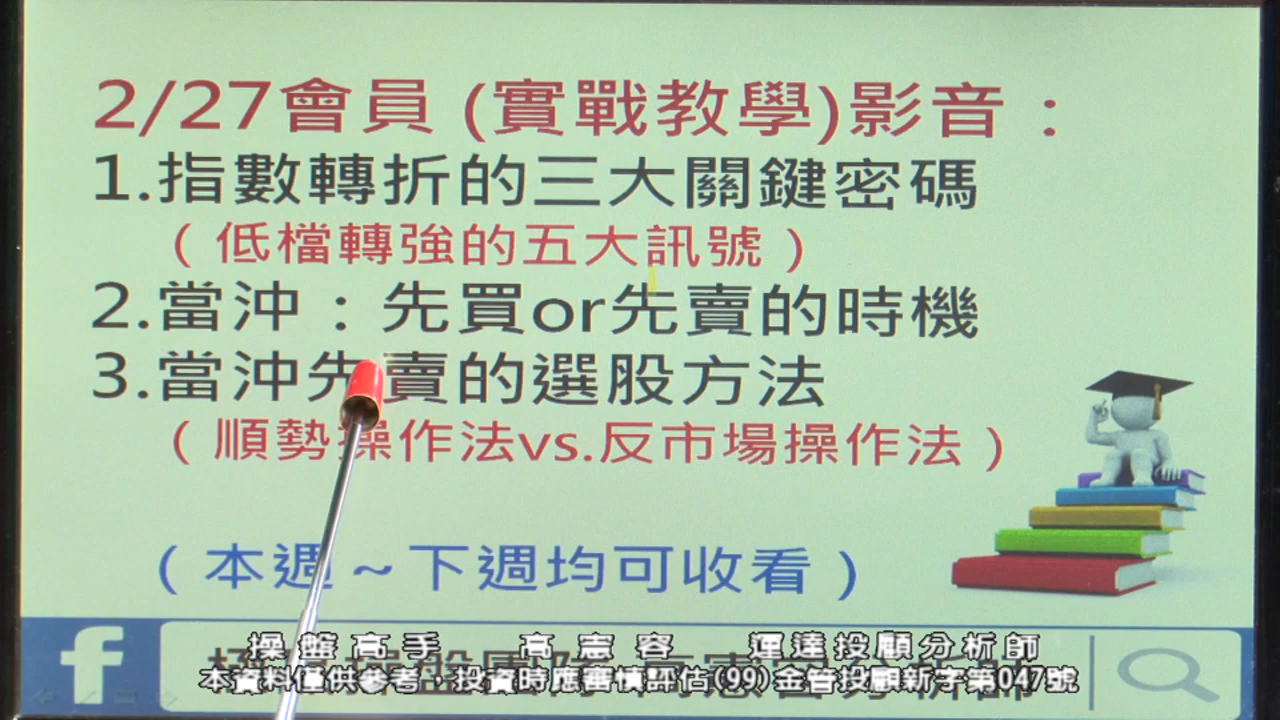 2/27會員 (實戰教學)影音：
1.指數轉折的三大關鍵密碼
（低檔轉強的五大訊號）
2.當沖：先買or先賣的時機
3.當沖先賣的選股方法
（順勢操作法vs.反市場操作法）
（本週~下週均可收看）
f
操盤高手 高憲容 運達投顧分析師
本資料僅供參考，投資時應審慎評估(99)金管投顧新字第047號